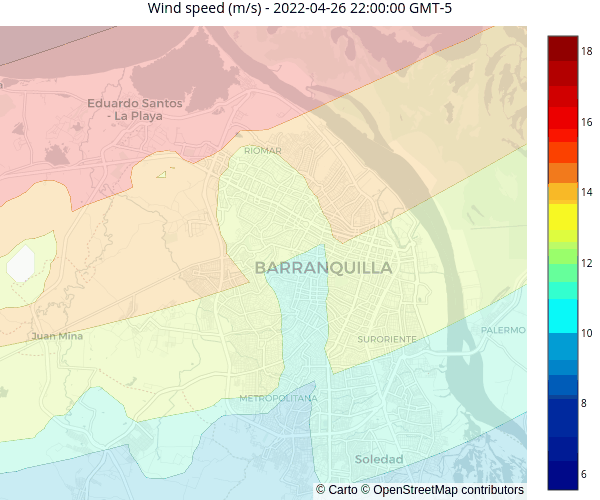 Wind speed (m/s) - 2022-04-26 22:00:00 GMT-5
Eduardo Santos
- La Playa
RIOMAR
BARRANQUILLA
Juan Mina
SURORIENTE
PALERMO
METROPOLITANA
Soledad
© Carto © OpenStreetMap contributors
18
16
14
12
10
8
6